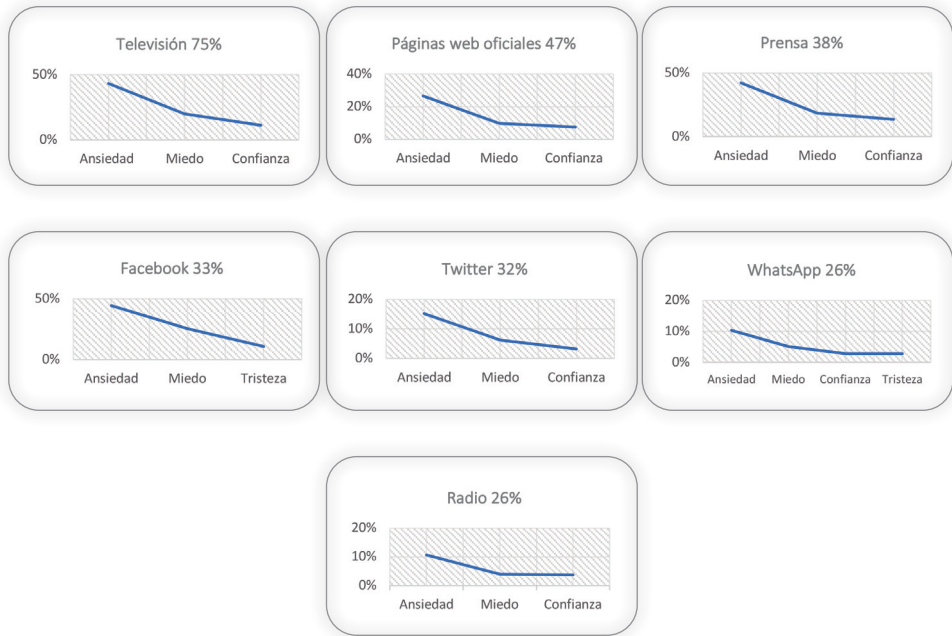 Televisión 75%
50%
0%
Ansiedad Miedo Confianza
Páginas web oficiales 47%
40%
20%
0%
Ansiedad Miedo Confianza
Prensa 38%
50%
0%
Ansiedad Miedo Confianza
Facebook 33%
50%
0%
Ansiedad Miedo Tristeza
Twitter 32%
20%
10%
0%
Ansiedad Miedo Confianza
WhatsApp 26%
20%
10%
0%
Ansiedad Miedo Confianza Tristeza
Radio 26%
20%
10%
0%
Ansiedad Miedo Confianza